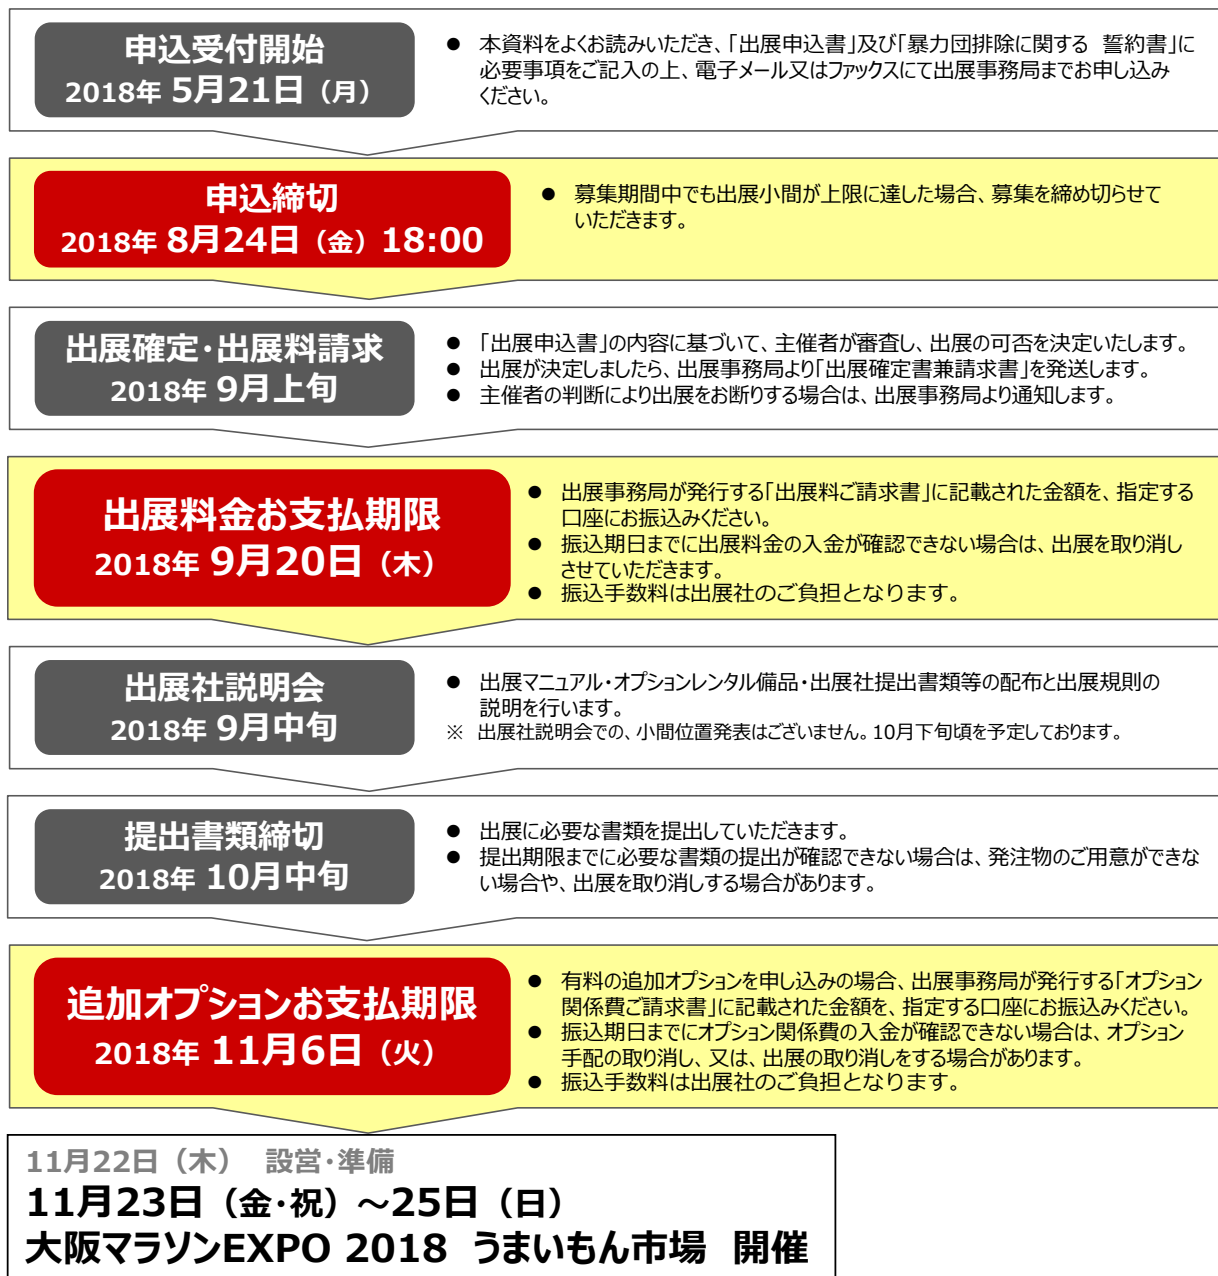 申込受付開始
2018年 5月21日（月）
● 本資料をよくお読みいただき、「出展申込書」及び「暴力団排除に関する 誓約書」に
必要事項をご記入の上、電子メール又はファックスにて出展事務局までお申し込み
ください。
申込締切
2018年 8月24日（金）18:00
● 募集期間中でも出展小間が上限に達した場合、募集を締め切らせて
いただきます。
出展確定・出展料請求
2018年 9月上旬
● 「出展申込書」の内容に基づいて、主催者が審査し、出展の可否を決定いたします。
● 出展が決定しましたら、出展事務局より「出展確定書兼請求書」を発送します。
● 主催者の判断により出展をお断りする場合は、出展事務局より通知します。
出展料金お支払期限
2018年 9月20日（木）
● 出展事務局が発行する「出展料ご請求書」に記載された金額を、指定する
口座にお振込みください。
● 振込期日までに出展料金の入金が確認できない場合は、出展を取り消し
させていただきます。
● 振込手数料は出展社のご負担となります。
出展社説明会
2018年 9月中旬
● 出展マニュアル・オプションレンタル備品・出展社提出書類等の配布と出展規則の
説明を行います。
※ 出展社説明会での、小間位置発表はございません。10月下旬頃を予定しております。
提出書類締切
2018年 10月中旬
● 出展に必要な書類を提出していただきます。
● 提出期限までに必要な書類の提出が確認できない場合は、発注物のご用意ができな
い場合や、出展を取り消しする場合があります。
追加オプションお支払期限
2018年 11月6日（火）
● 有料の追加オプションを申し込みの場合、出展事務局が発行する「オプション
関係費ご請求書」に記載された金額を、指定する口座にお振込みください。
● 振込期日までにオプション関係費の入金が確認できない場合は、オプション
手配の取り消し、又は、出展の取り消しをする場合があります。
● 振込手数料は出展社のご負担となります。
11月22日（木） 設営・準備
11月23日（金・祝）～25日（日）
大阪マラソンEXPO 2018 うまいもん市場 開催